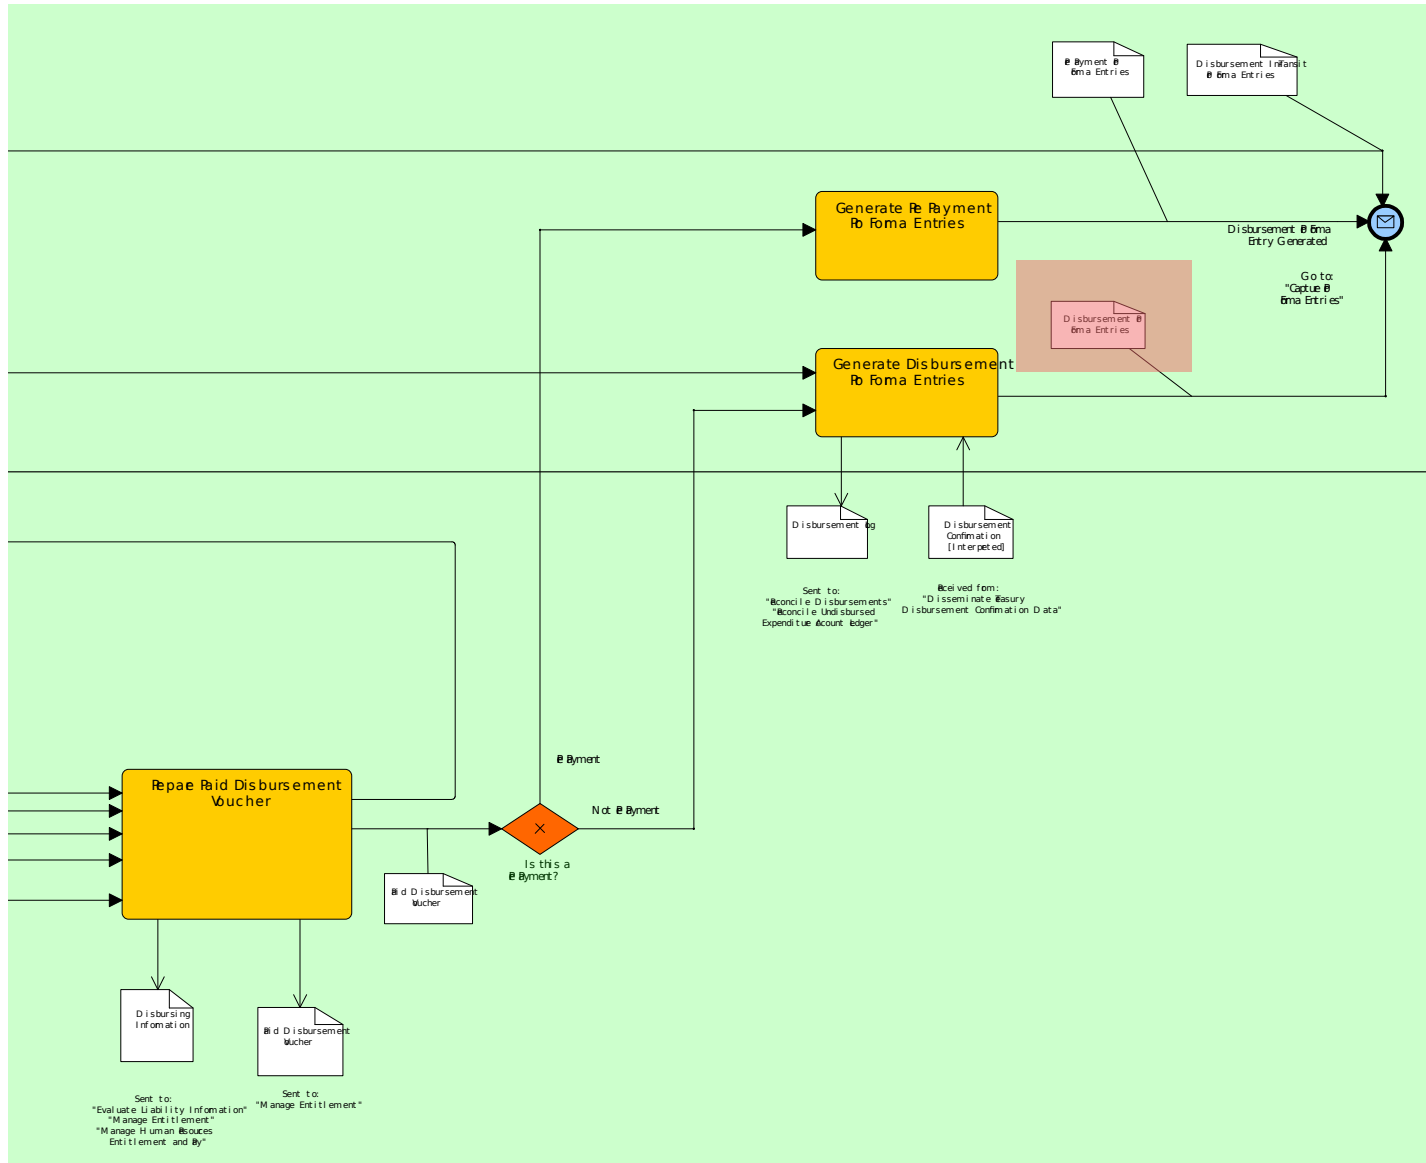 Pre Payment Pro
Forma Entries
Disbursement InTransit
Pro Forma Entries
Generate Pre Payment
Pro Forma Entries
Disbursement Pro Forma
Entry Generated
Go to:
"Capture Pro
Forma Entries"
Disbursement Pro
Forma Entries
Generate Disbursement
Pro Forma Entries
Disbursement Log
Disbursement
Confirmation
[Interpreted]
Sent to:
"Reconcile Disbursements"
"Reconcile Undisbursed
Expenditure Account Ledger"
Received from:
"Disseminate Treasury
Disbursement Confirmation Data"
Pre Payment
Not Pre Payment
Prepare Paid Disbursement
Voucher
Is this a
Pre Payment?
Paid Disbursement
Voucher
Disbursing
Information
Paid Disbursement
Voucher
Sent to:
"Evaluate Liability Information"
"Manage Entitlement"
"Manage Human Resources
Entitlement and Pay"
Sent to:
"Manage Entitlement"